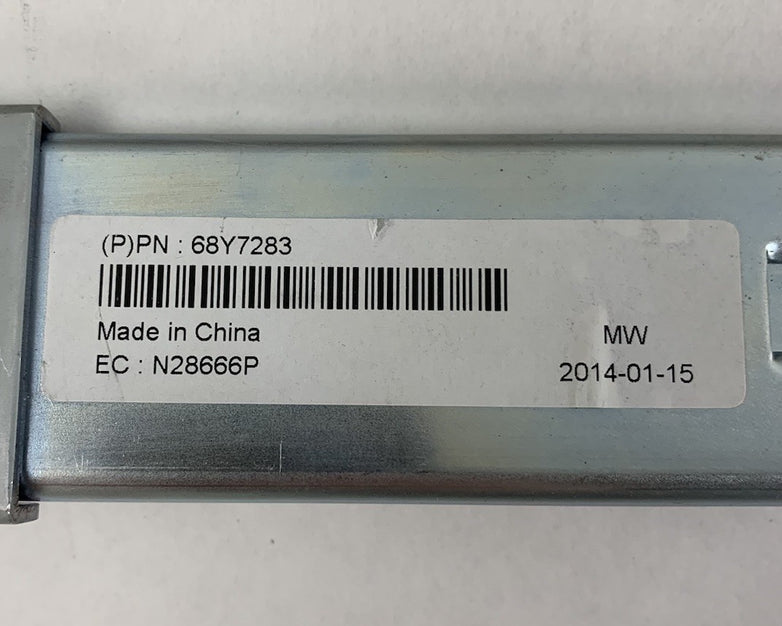 (P)PN : 68Y7283
Made in China
MW
EC : N28666P
2014-01-15